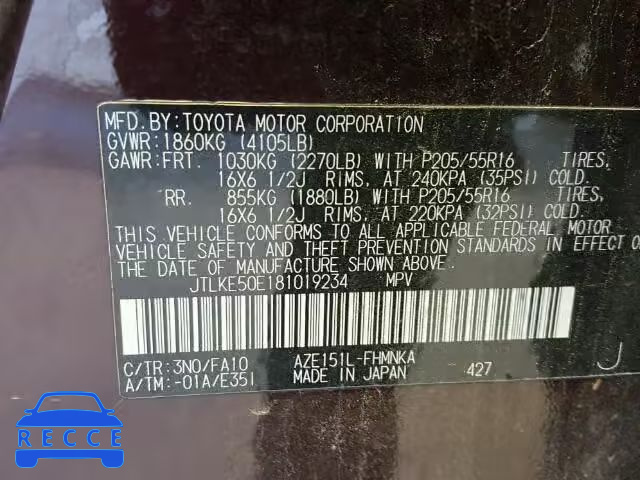 MFD. BY: TOYOTA MOTOR CORPORATION
GVWR: 1860KG (4105LB)
GAWR: FRT. 1030KG (2270LB) WITH P205/55R16 TIRES,
16X6 1/2J RIMS, AT 240KPA (35PSI) COLD.
RR. 855KG (1880LB) WITH P205/55R16 TIRES,
16X6 1/2J RIMS, AT 220KPA (32PSI) COLD.
THIS VEHICLE CONFORMS TO ALL APPLICABLE FEDERAL MOTOR
VEHICLE SAFETY AND THEFT PREVENTION STANDARDS IN EFFECT O
THE DATE OF MANUFACTURE SHOWN ABOVE.
JTLKE50E181019234 MPV
C/TR: 3N0/FA10 AZE151L-FHMNKA
A/TM: -01A/E351 MADE IN JAPAN 427 J
RECCE